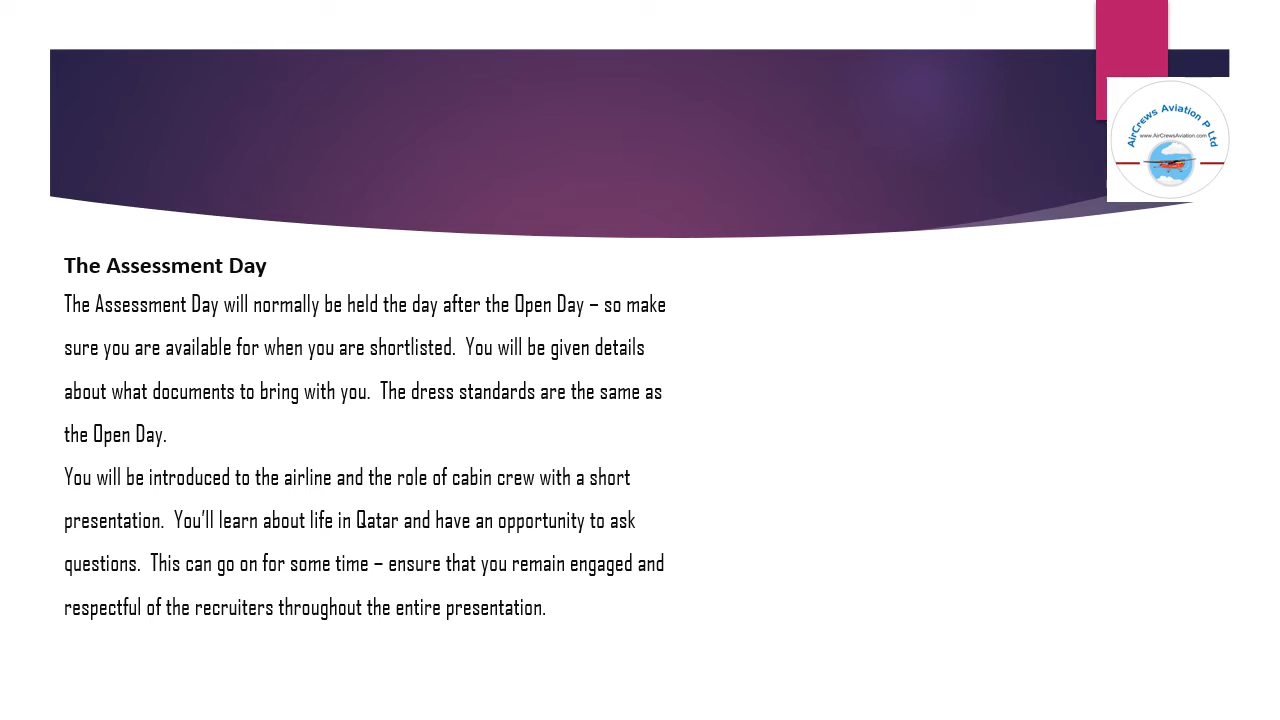 AirCrews Aviation P Ltd
www.AirCrewsAviation.com
The Assessment Day
The Assessment Day will normally be held the day after the Open Day – so make
sure you are available for when you are shortlisted.  You will be given details
about what documents to bring with you.  The dress standards are the same as
the Open Day.
You will be introduced to the airline and the role of cabin crew with a short
presentation.  You’ll learn about life in Qatar and have an opportunity to ask
questions.  This can go on for some time – ensure that you remain engaged and
respectful of the recruiters throughout the entire presentation.